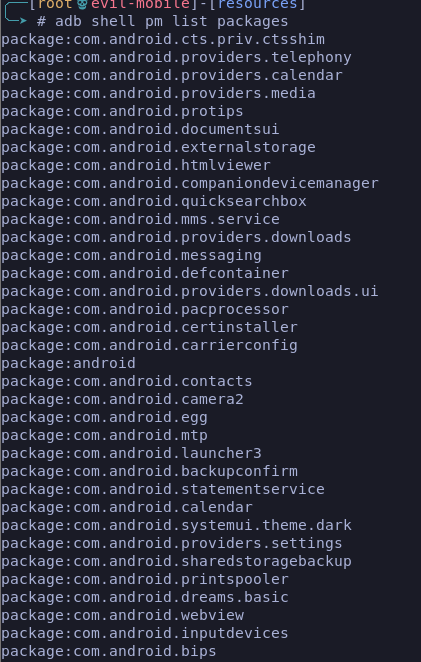 [root💀evil-mobile]-[resources]
# adb shell pm list packages
package:com.android.cts.priv.ctsshim
package:com.android.providers.telephony
package:com.android.providers.calendar
package:com.android.providers.media
package:com.android.protips
package:com.android.documentsui
package:com.android.externalstorage
package:com.android.htmlviewer
package:com.android.companiondevicemanager
package:com.android.quicksearchbox
package:com.android.mms.service
package:com.android.providers.downloads
package:com.android.messaging
package:com.android.defcontainer
package:com.android.providers.downloads.ui
package:com.android.pacprocessor
package:com.android.certinstaller
package:com.android.carrierconfig
package:android
package:com.android.contacts
package:com.android.camera2
package:com.android.egg
package:com.android.mtp
package:com.android.launcher3
package:com.android.backupconfirm
package:com.android.statementservice
package:com.android.calendar
package:com.android.systemui.theme.dark
package:com.android.providers.settings
package:com.android.sharedstoragebackup
package:com.android.printspooler
package:com.android.dreams.basic
package:com.android.webview
package:com.android.inputdevices
package:com.android.bips